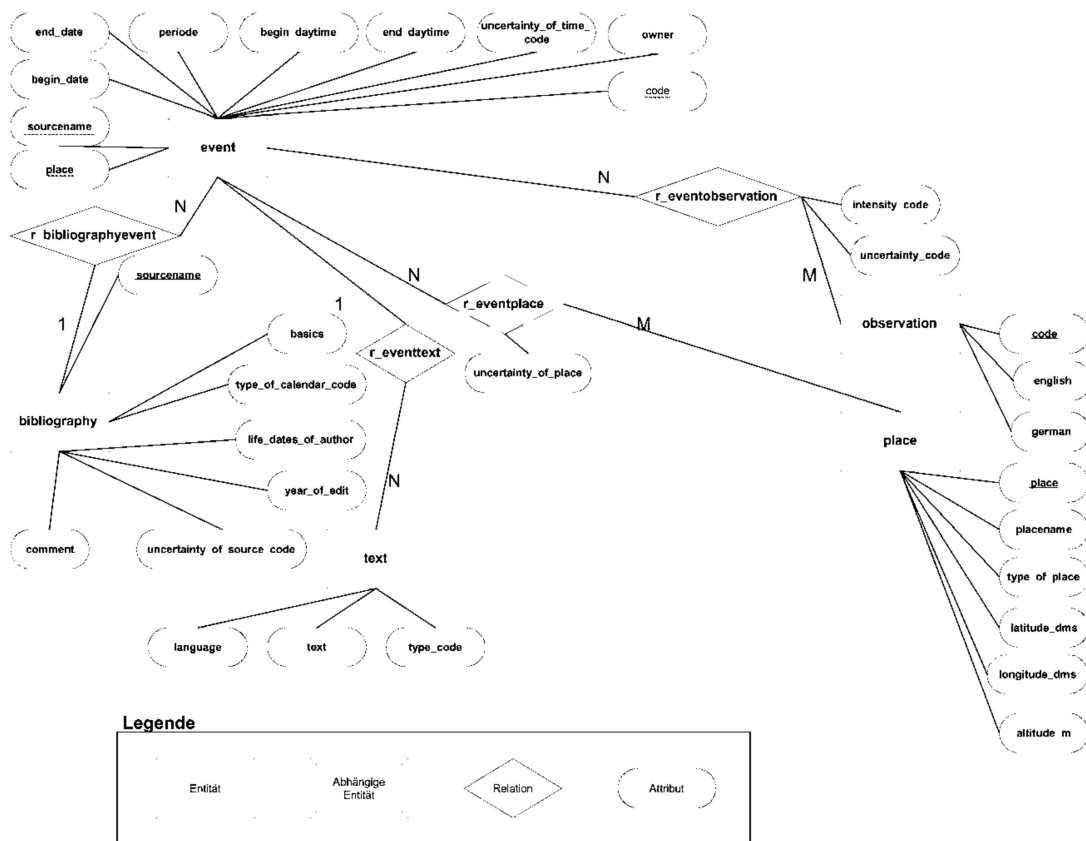 end_date
periode
begin daytime
end daytime
uncertainty_of_time_
code
owner
begin_date
code
sourcename
event
place
N
N
r_eventobservation
intensity code
r bibliographyevent
uncertainty_code
sourcename
N
M
r_eventplace
1
1
M
observation
basics
r_eventtext
code
uncertainty_of_place
type_of_calendar_code
english
bibliography
life_dates_of_author
place
german
N
place
year_of_edit
placename
comment
uncertainty of source code
text
type of place
latitude_dms
language
text
type_code
longitude_dms
altitude m
Legende
Entität
Abhängige
Entität
Relation
Attribut